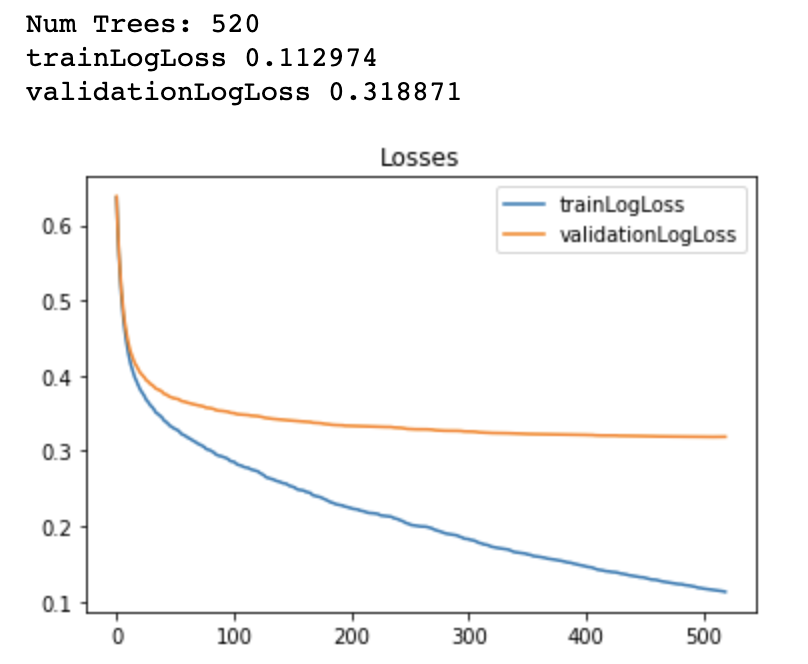 Num Trees: 520
trainLogLoss 0.112974
validationLogLoss 0.318871
Losses
trainLogLoss
validationLogLoss
0.6
0.5
0.4
0.3
0.2
0.1
0 100 200 300 400 500